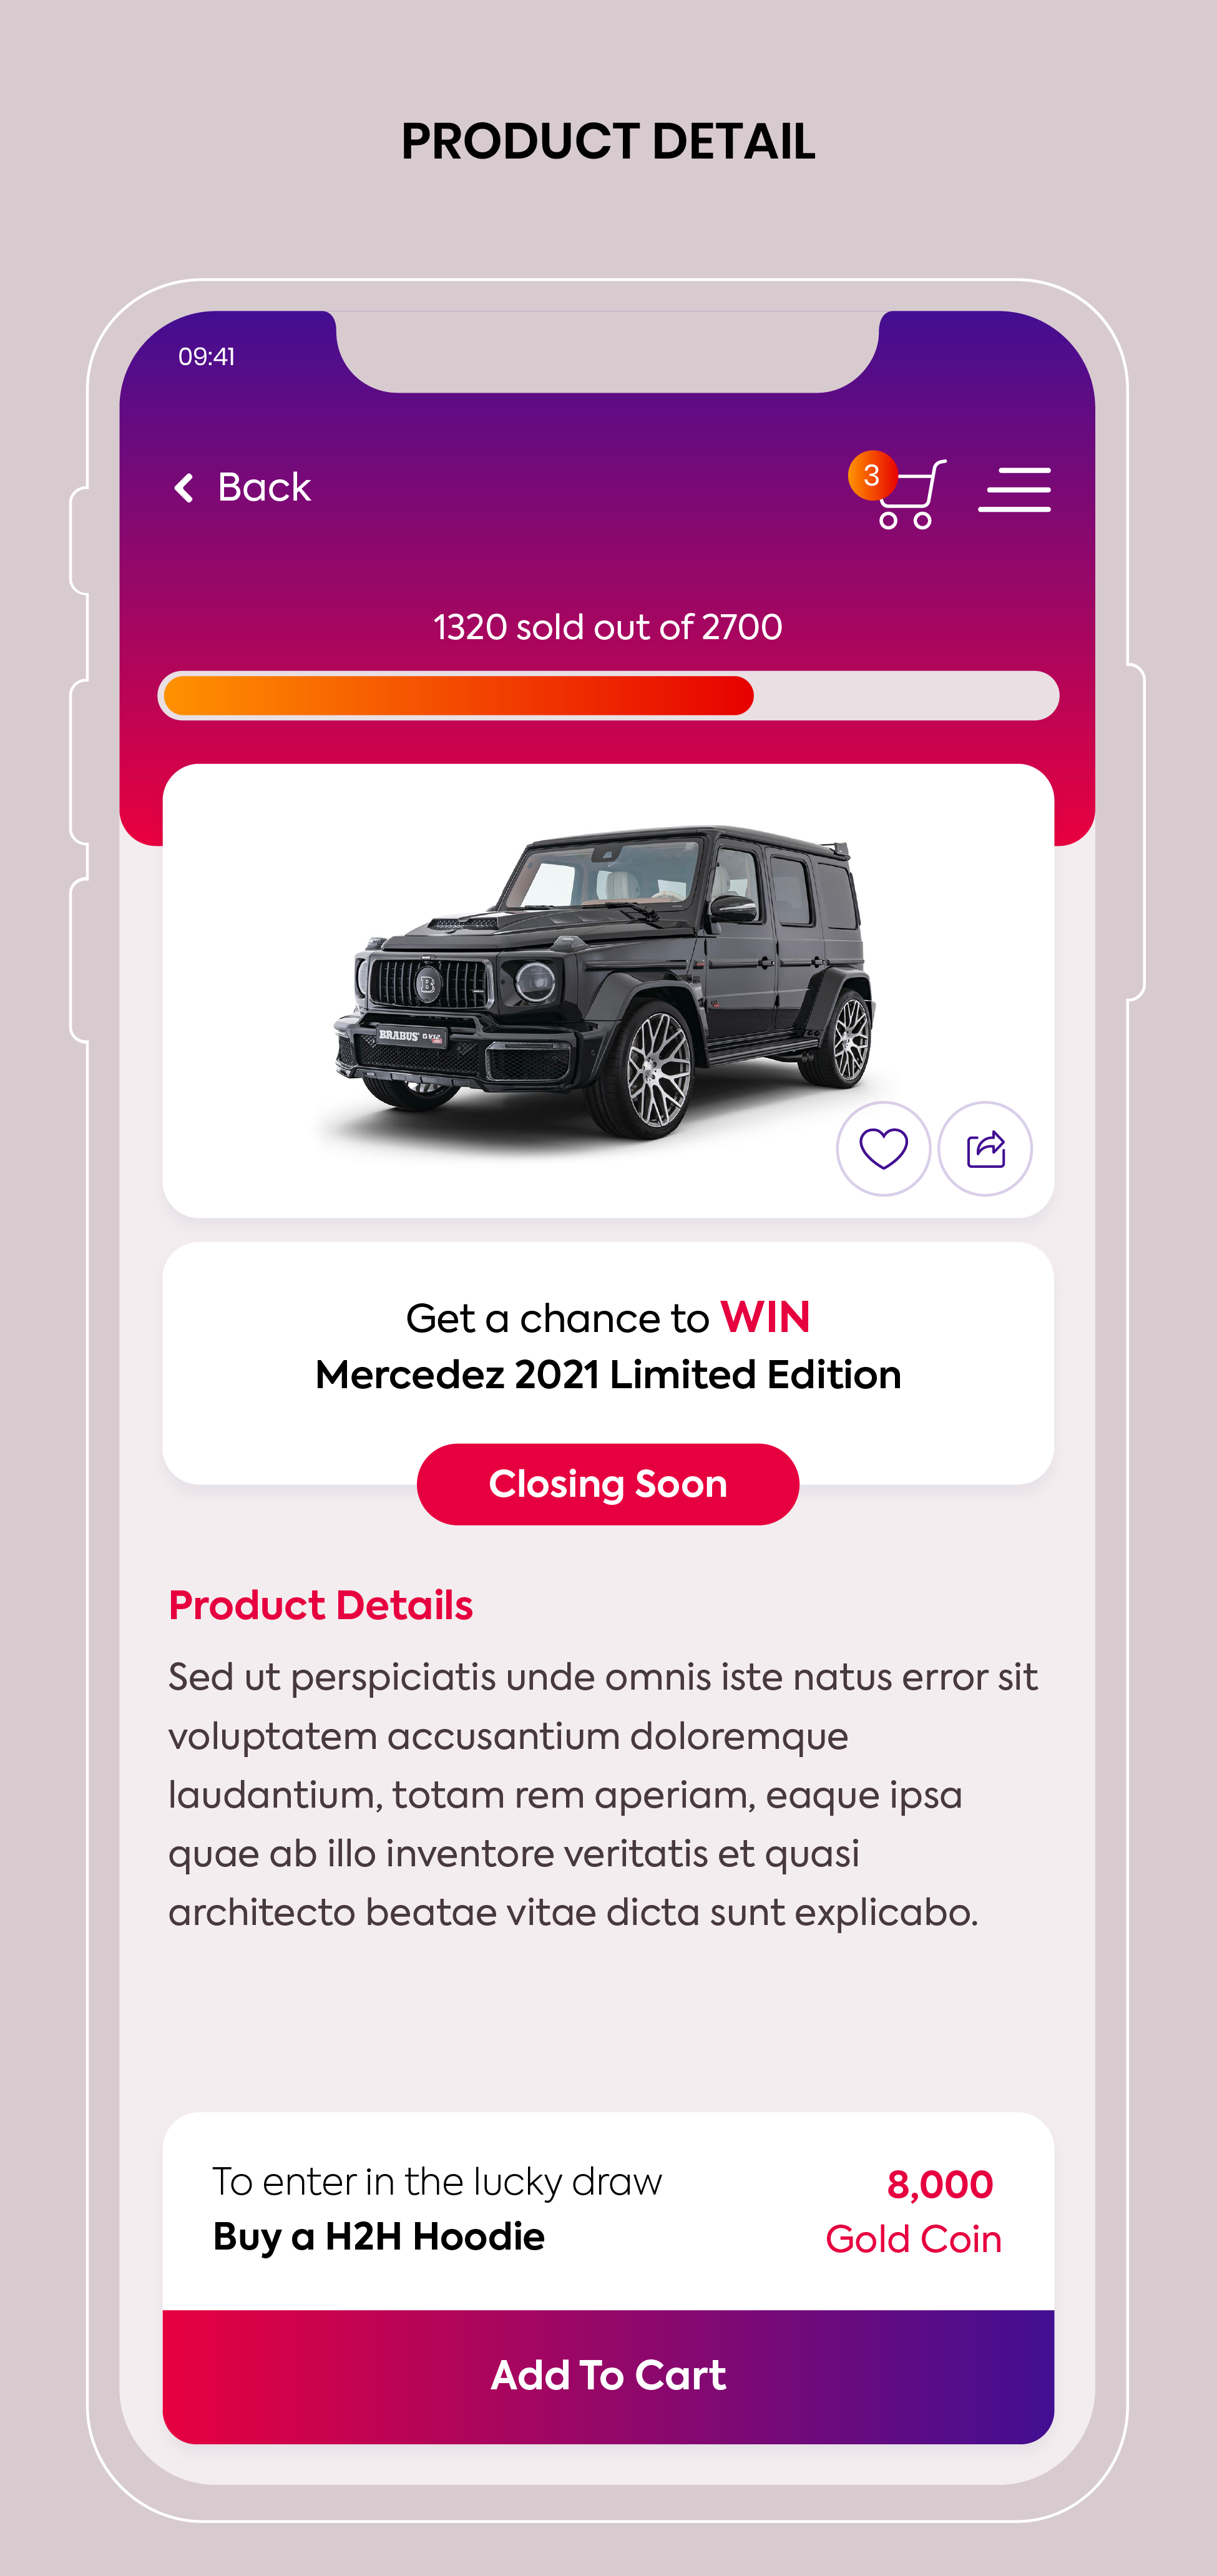 PRODUCT DETAIL
09:41
Back
3
1320 sold out of 2700
B
BRABUS G V12
Get a chance to WIN
Mercedez 2021 Limited Edition
Closing Soon
Product Details
Sed ut perspiciatis unde omnis iste natus error sit
voluptatem accusantium doloremque
laudantium, totam rem aperiam, eaque ipsa
quae ab illo inventore veritatis et quasi
architecto beatae vitae dicta sunt explicabo.
To enter in the lucky draw
Buy a H2H Hoodie
8,000
Gold Coin
Add To Cart